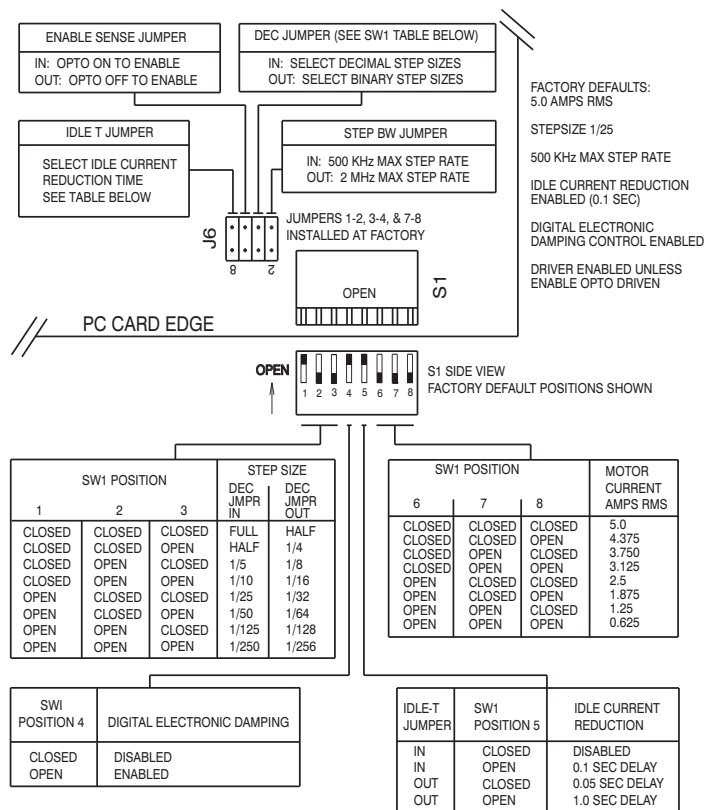 ENABLE SENSE JUMPER
IN: OPTO ON TO ENABLE
OUT: OPTO OFF TO ENABLE
DEC JUMPER (SEE SW1 TABLE BELOW)
IN: SELECT DECIMAL STEP SIZES
OUT: SELECT BINARY STEP SIZES
IDLE T JUMPER
SELECT IDLE CURRENT
REDUCTION TIME
SEE TABLE BELOW
STEP BW JUMPER
IN: 500 KHz MAX STEP RATE
OUT: 2 MHz MAX STEP RATE
FACTORY DEFAULTS:
5.0 AMPS RMS
STEPSIZE 1/25
500 KHz MAX STEP RATE
IDLE CURRENT REDUCTION
ENABLED (0.1 SEC)
DIGITAL ELECTRONIC
DAMPING CONTROL ENABLED
DRIVER ENABLED UNLESS
ENABLE OPTO DRIVEN
J6
8 2
JUMPERS 1-2, 3-4, & 7-8
INSTALLED AT FACTORY
OPEN
S1
PC CARD EDGE
OPEN
1 2 3 4 5 6 7 8
S1 SIDE VIEW
FACTORY DEFAULT POSITIONS SHOWN
SW1 POSITION STEP SIZE
1 2 3 DEC JMPR IN DEC JMPR OUT
CLOSED CLOSED CLOSED FULL HALF
CLOSED CLOSED OPEN HALF 1/4
CLOSED OPEN CLOSED 1/5 1/8
CLOSED OPEN OPEN 1/10 1/16
OPEN CLOSED CLOSED 1/25 1/32
OPEN CLOSED OPEN 1/50 1/64
OPEN OPEN CLOSED 1/125 1/128
OPEN OPEN OPEN 1/250 1/256
SW1 POSITION MOTOR CURRENT AMPS RMS
6 7 8
CLOSED CLOSED CLOSED 5.0
CLOSED CLOSED OPEN 4.375
CLOSED OPEN CLOSED 3.750
CLOSED OPEN OPEN 3.125
OPEN CLOSED CLOSED 2.5
OPEN CLOSED OPEN 1.875
OPEN OPEN CLOSED 1.25
OPEN OPEN OPEN 0.625
SWI
POSITION 4 DIGITAL ELECTRONIC DAMPING
CLOSED DISABLED
OPEN ENABLED
IDLE-T JUMPER SW1 POSITION 5 IDLE CURRENT REDUCTION
IN CLOSED DISABLED
IN OPEN 0.1 SEC DELAY
OUT CLOSED 0.05 SEC DELAY
OUT OPEN 1.0 SEC DELAY